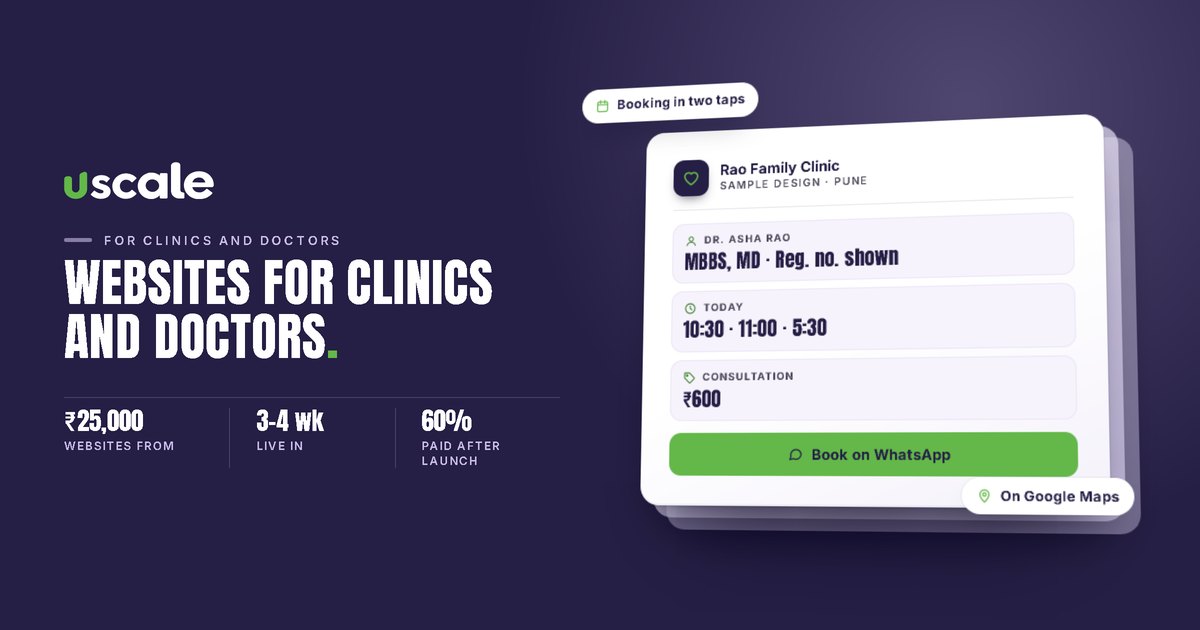 uscale
FOR CLINICS AND DOCTORS
WEBSITES FOR CLINICS
AND DOCTORS.
₹25,000
WEBSITES FROM
3-4 wk
LIVE IN
60%
PAID AFTER
LAUNCH
Booking in two taps
Rao Family Clinic
SAMPLE DESIGN · PUNE
DR. ASHA RAO
MBBS, MD · Reg. no. shown
TODAY
10:30 · 11:00 · 5:30
CONSULTATION
₹600
Book on WhatsApp
On Google Maps